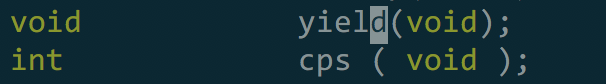 void            yield(void);
int             cps ( void );